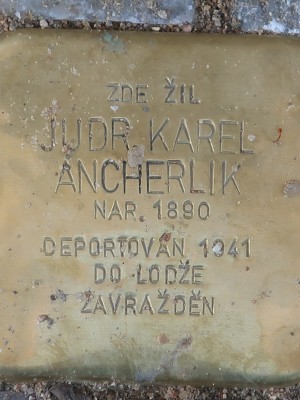 ZDE ŽIL
JUDR. KAREL
ANCHERLIK
NAR. 1890
DEPORTOVÁN 1941
DO LODŽE
ZAVRAŽDĚN